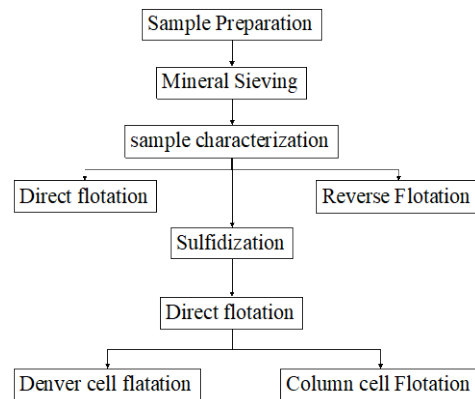 Sample Preparation
Mineral Sieving
sample characterization
Direct flotation
Reverse Flotation
Sulfidization
Direct flotation
Denver cell flatation
Column cell Flotation